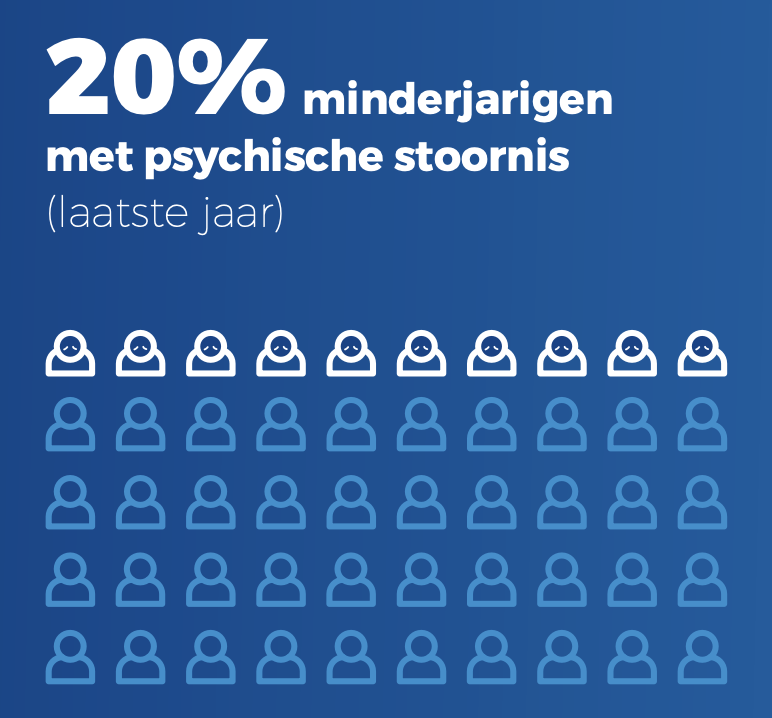 20% minderjarigen
met psychische stoornis
(laatste jaar)